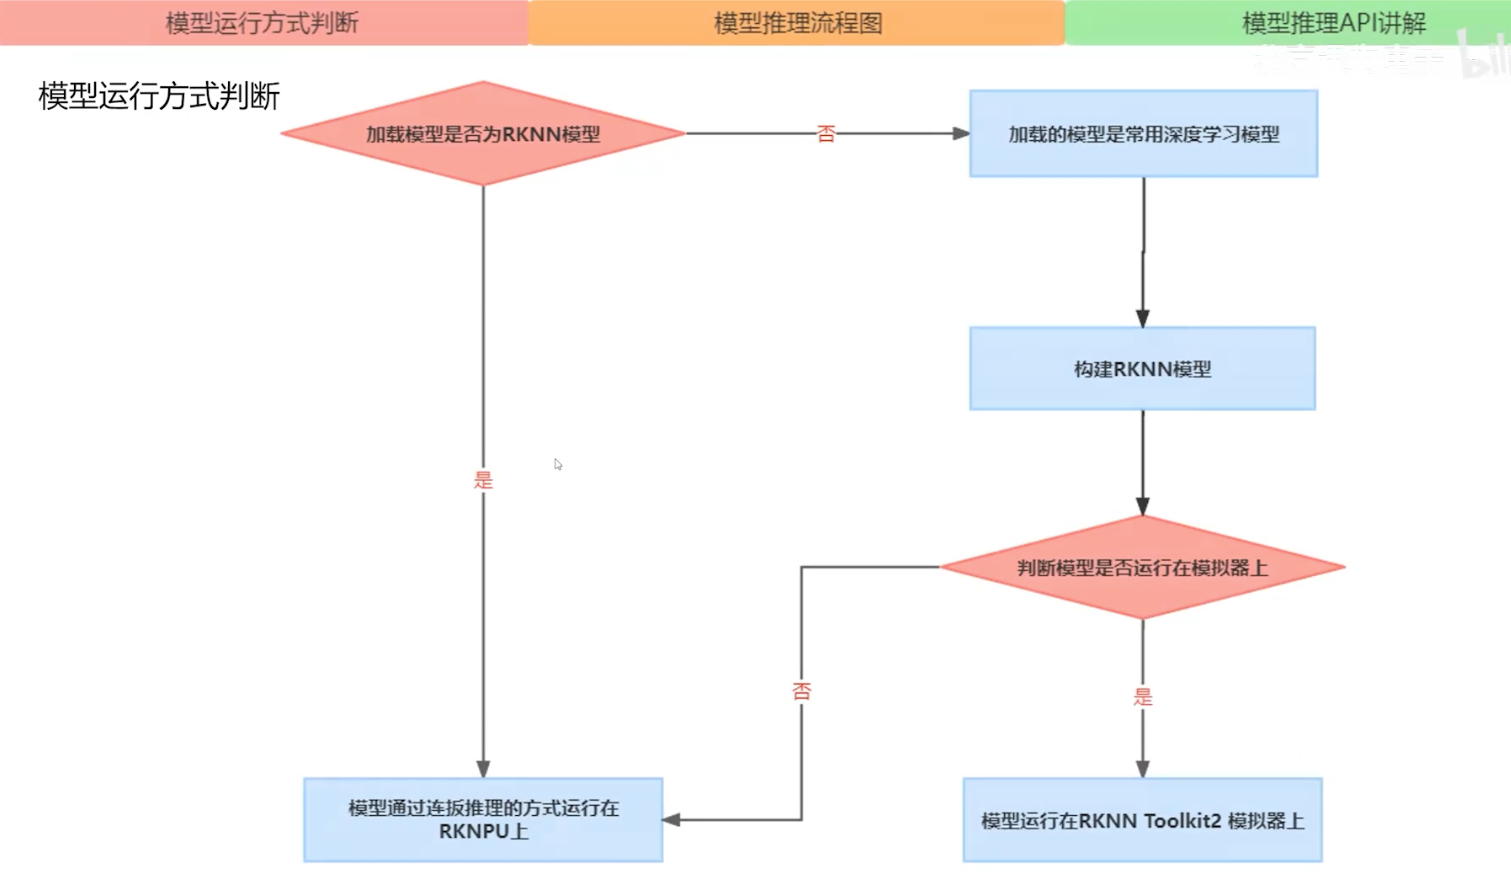 模型运行方式判断
模型推理流程图
模型推理API讲解
模型运行方式判断
加载模型是否为RKNN模型
否
加载的模型是常用深度学习模型
构建RKNN模型
是
判断模型是否运行在模拟器上
否
是
模型通过连扳推理的方式运行在
RKNPU上
模型运行在RKNN Toolkit2 模拟器上